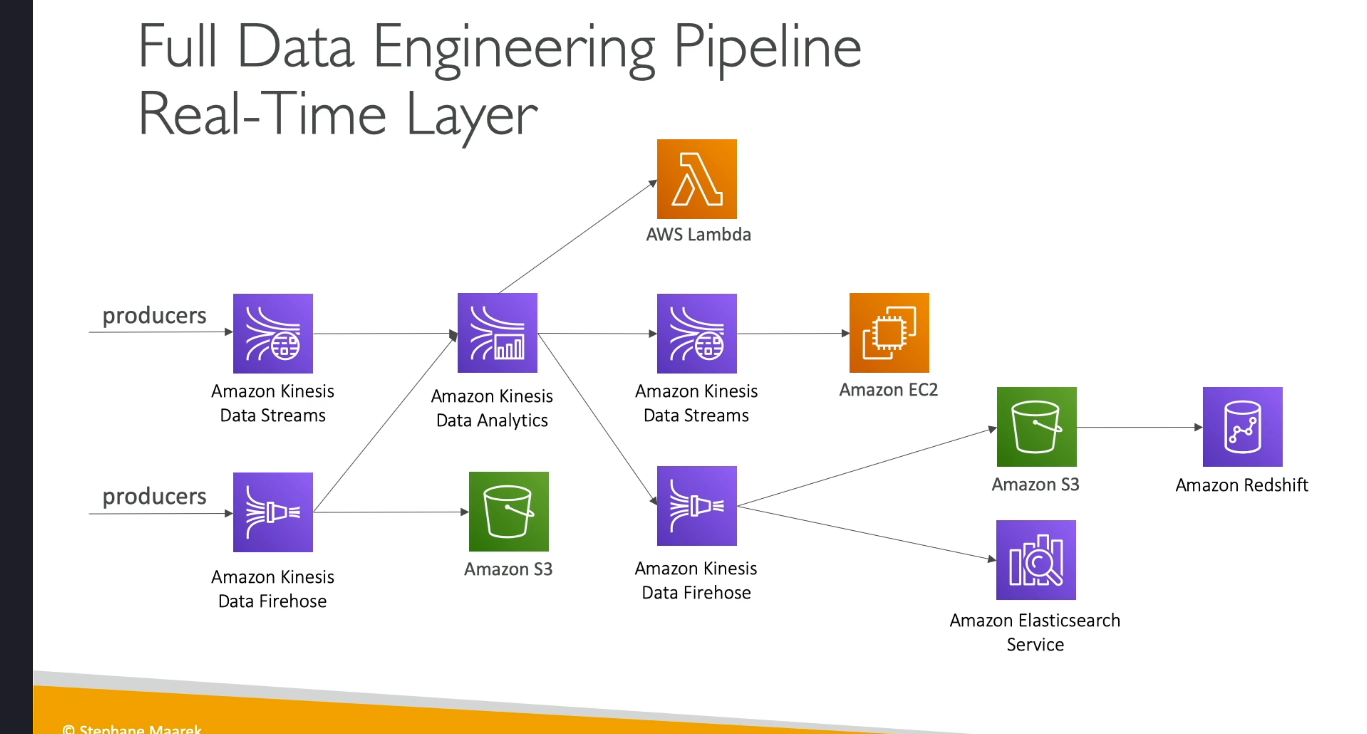 Full Data Engineering Pipeline
Real-Time Layer
AWS Lambda
producers
Amazon Kinesis
Data Streams
Amazon Kinesis
Data Analytics
Amazon Kinesis
Data Streams
Amazon EC2
producers
Amazon Kinesis
Data Firehose
Amazon S3
Amazon Kinesis
Data Firehose
Amazon S3
Amazon Redshift
Amazon Elasticsearch
Service
© Stephane Maarek